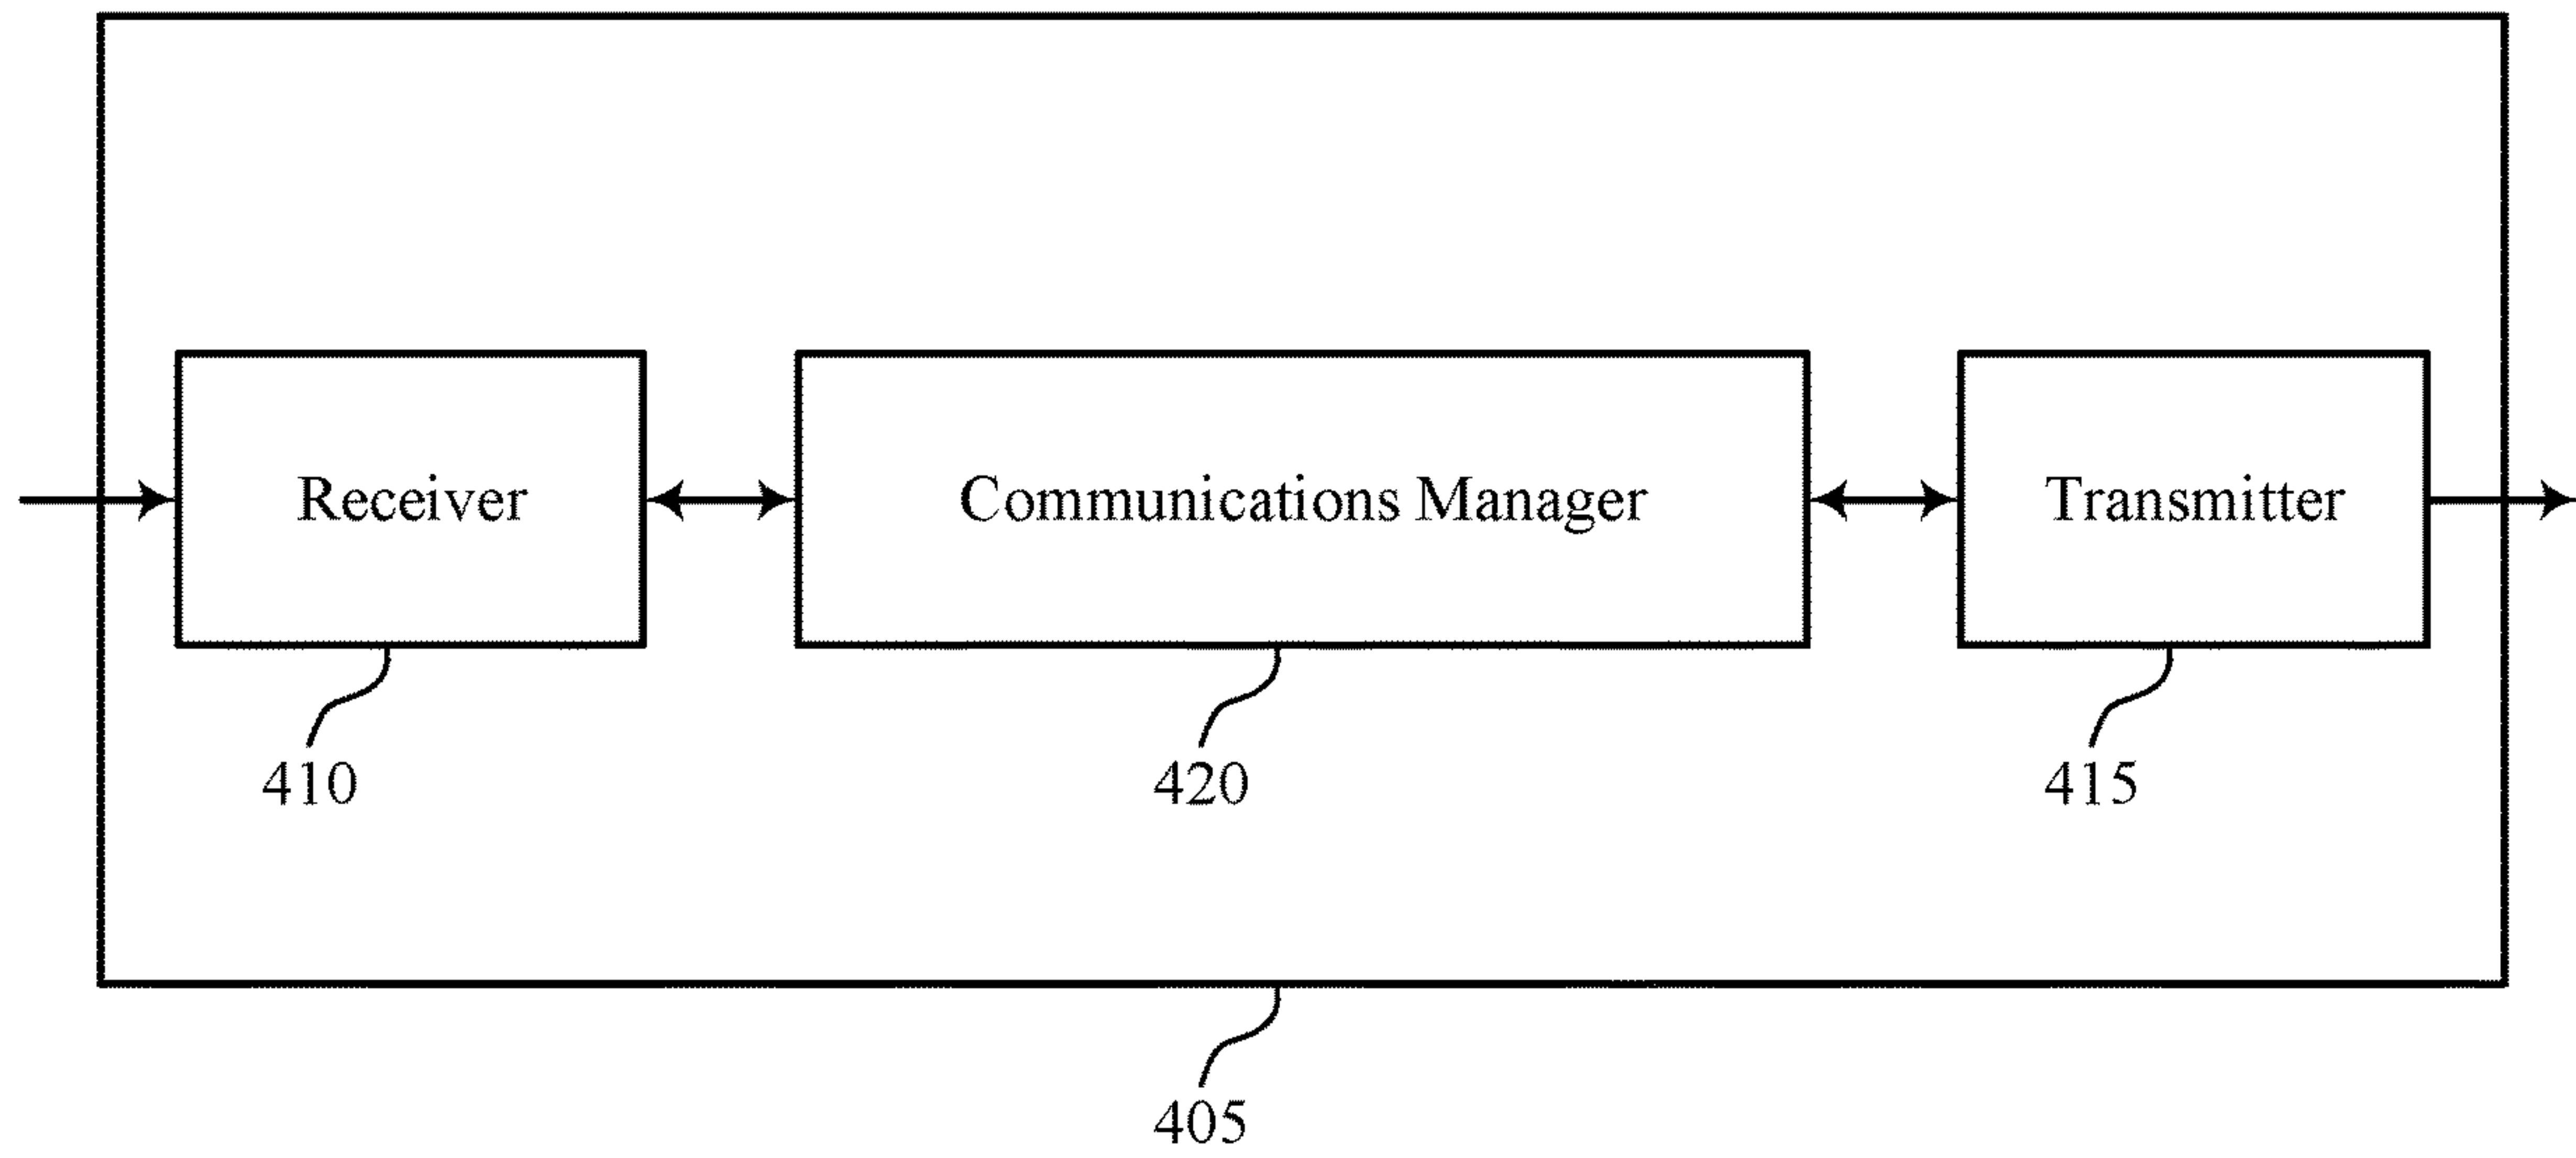 Receiver
Communications Manager
Transmitter
410
420
415
405